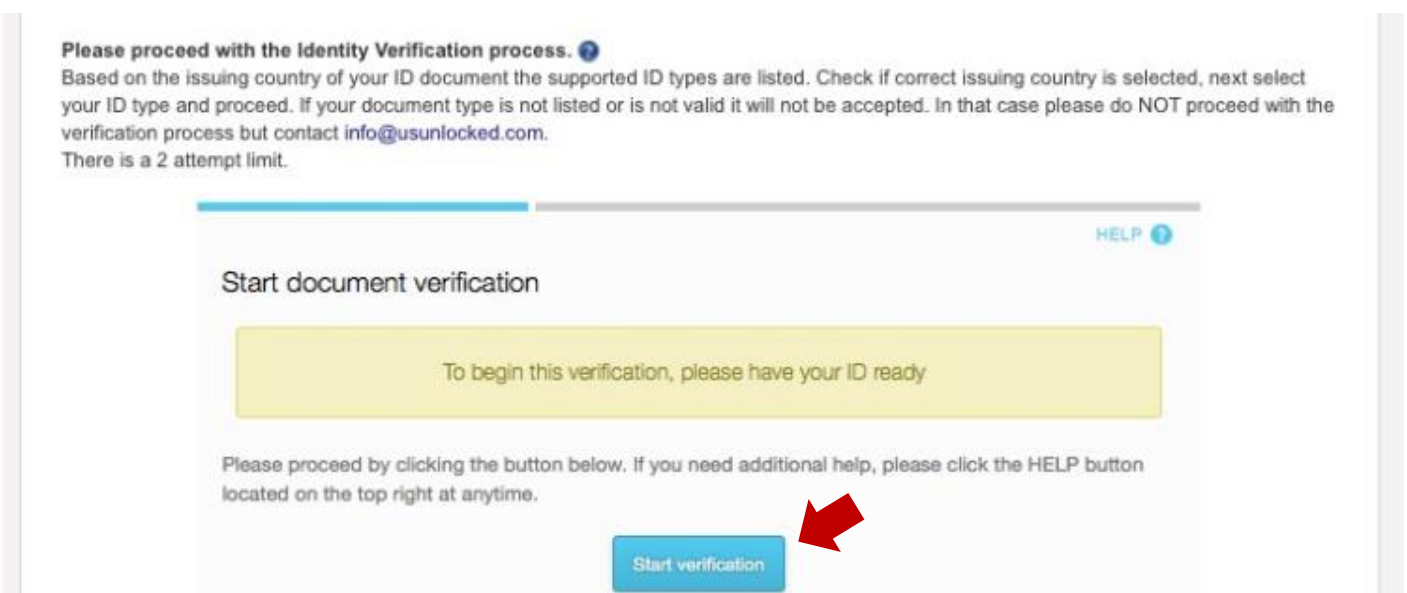 Please proceed with the Identity Verification process. ?
Based on the issuing country of your ID document the supported ID types are listed. Check if correct issuing country is selected, next select
your ID type and proceed. If your document type is not listed or is not valid it will not be accepted. In that case please do NOT proceed with the
verification process but contact info@usunlocked.com.
There is a 2 attempt limit.
HELP ?
Start document verification
To begin this verification, please have your ID ready
Please proceed by clicking the button below. If you need additional help, please click the HELP button
located on the top right at anytime.
Start verification